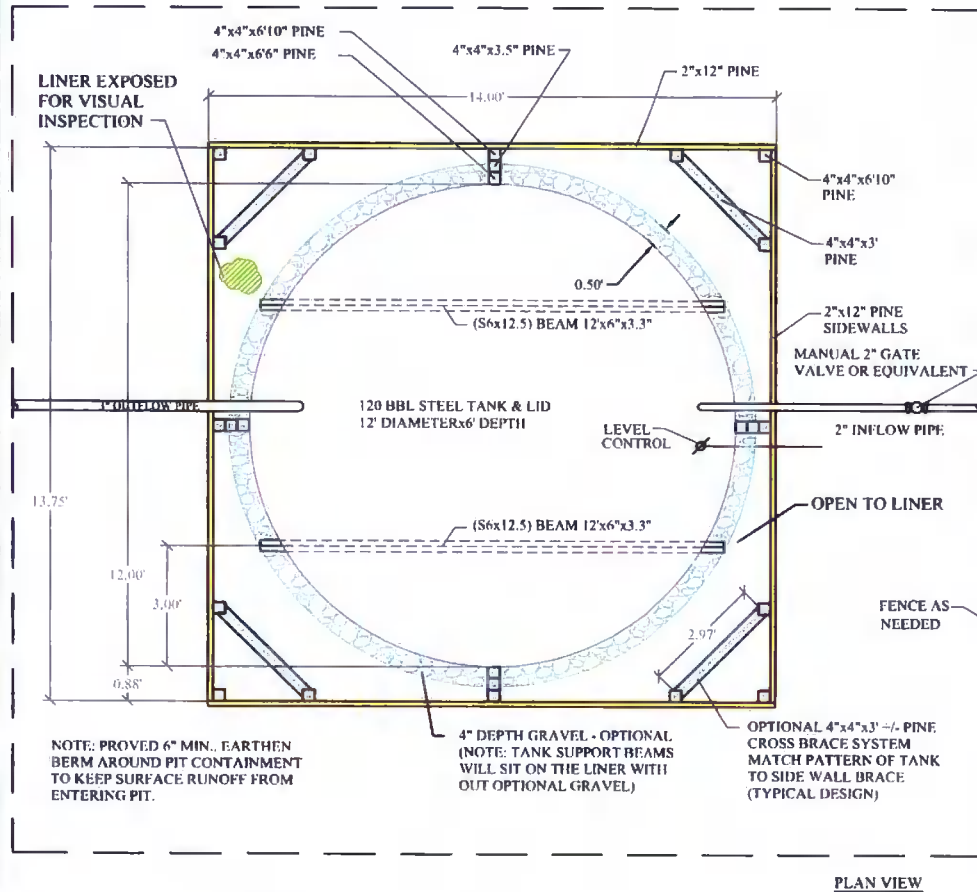 4"x4"x6'10" PINE
4"x4"x6'6" PINE
4"x4"x3.5" PINE
2"x12" PINE
LINER EXPOSED
FOR VISUAL
INSPECTION
14.00'
4"x4"x6'10"
PINE
4"x4"x3'
PINE
0.50'
(S6x12.5) BEAM 12'x6"x3.3"
2"x12" PINE
SIDEWALLS
MANUAL 2" GATE
VALVE OR EQUIVALENT
OUTFLOW PIPE
120 BBL STEEL TANK & LID
12' DIAMETERx6' DEPTH
LEVEL
CONTROL
2" INFLOW PIPE
13.75'
(S6x12.5) BEAM 12'x6"x3.3"
OPEN TO LINER
12.00'
3.00'
2.97'
FENCE AS
NEEDED
0.88'
NOTE: PROVED 6" MIN., EARTHEN
BERM AROUND PIT CONTAINMENT
TO KEEP SURFACE RUNOFF FROM
ENTERING PIT.
4" DEPTH GRAVEL - OPTIONAL
(NOTE: TANK SUPPORT BEAMS
WILL SIT ON THE LINER WITH
OUT OPTIONAL GRAVEL)
OPTIONAL 4"x4"x3' +/- PINE
CROSS BRACE SYSTEM
MATCH PATTERN OF TANK
TO SIDE WALL BRACE
(TYPICAL DESIGN)
PLAN VIEW